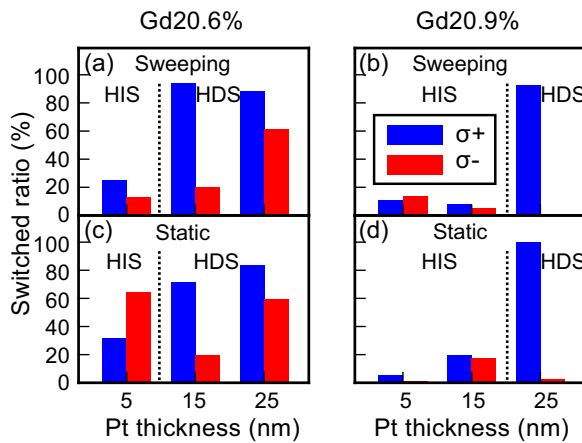 Gd20.6%
Gd20.9%
Switched ratio (%)
(a)
Sweeping
HIS
HDS
100
80
60
40
20
0
(b)
Sweeping
HIS
HDS
σ+
σ-
(c)
Static
HIS
HDS
100
80
60
40
20
0
5
15
25
Pt thickness (nm)
(d)
Static
HIS
HDS
5
15
25
Pt thickness (nm)